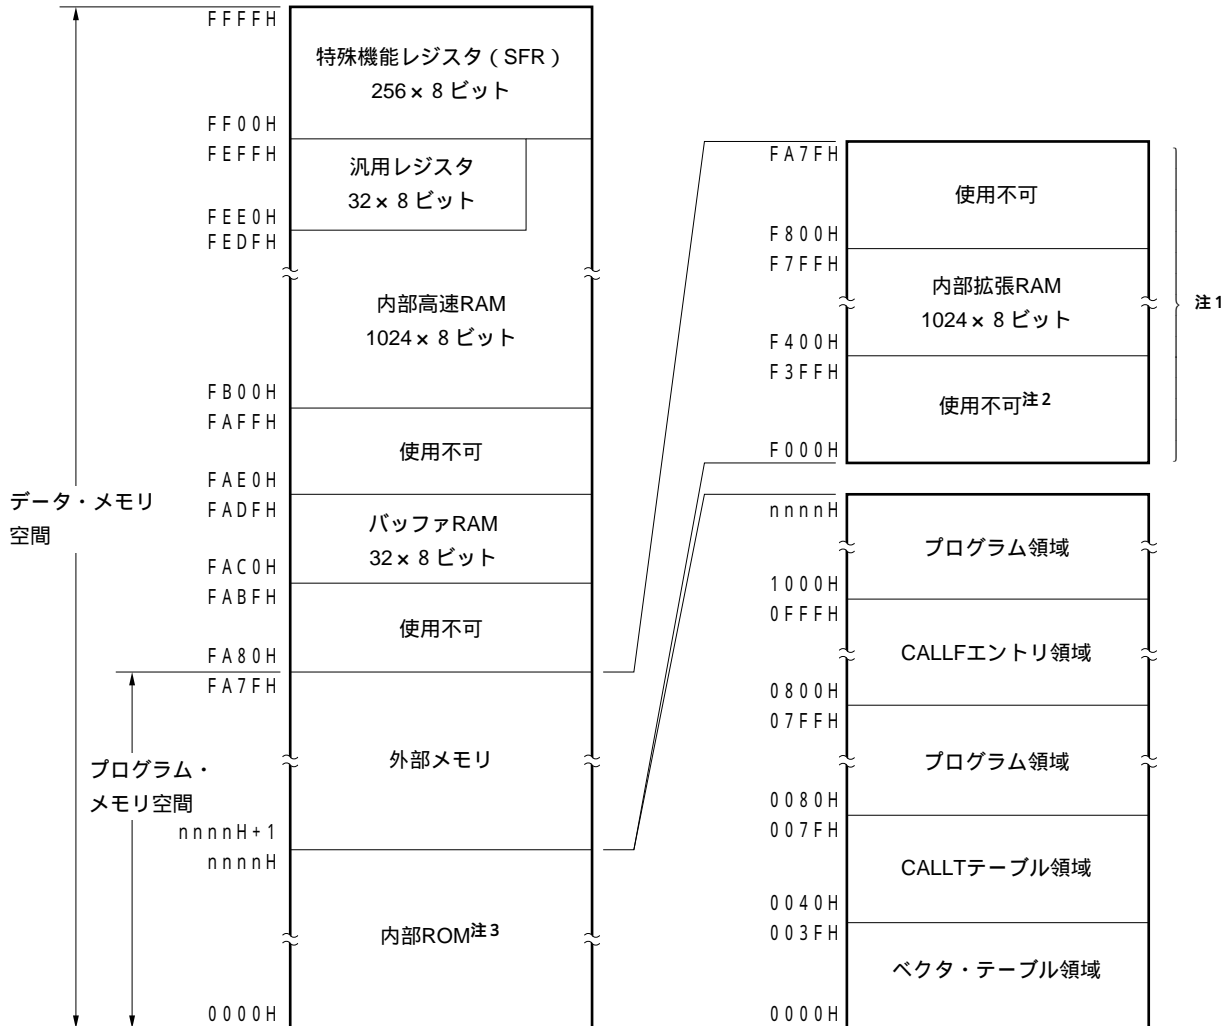 FFFFH
特殊機能レジスタ（SFR）
256×8ビット
FF00H
FEFFH
汎用レジスタ
32×8ビット
FEE0H
FEDFH
内部高速RAM
1024×8ビット
FB00H
FAFFH
使用不可
FAE0H
FADFH
バッファRAM
32×8ビット
FAC0H
FABFH
使用不可
FA80H
FA7FH
外部メモリ
nnnnH+1
nnnnH
内部ROM注3
0000H
データ・メモリ
空間
プログラム・
メモリ空間
FA7FH
使用不可
F800H
F7FFH
内部拡張RAM
1024×8ビット
F400H
F3FFH
使用不可注2
F000H
注1
nnnnH
プログラム領域
1000H
0FFFH
CALLFエントリ領域
0800H
07FFH
プログラム領域
0080H
007FH
CALLTテーブル領域
0040H
003FH
ベクタ・テーブル領域
0000H